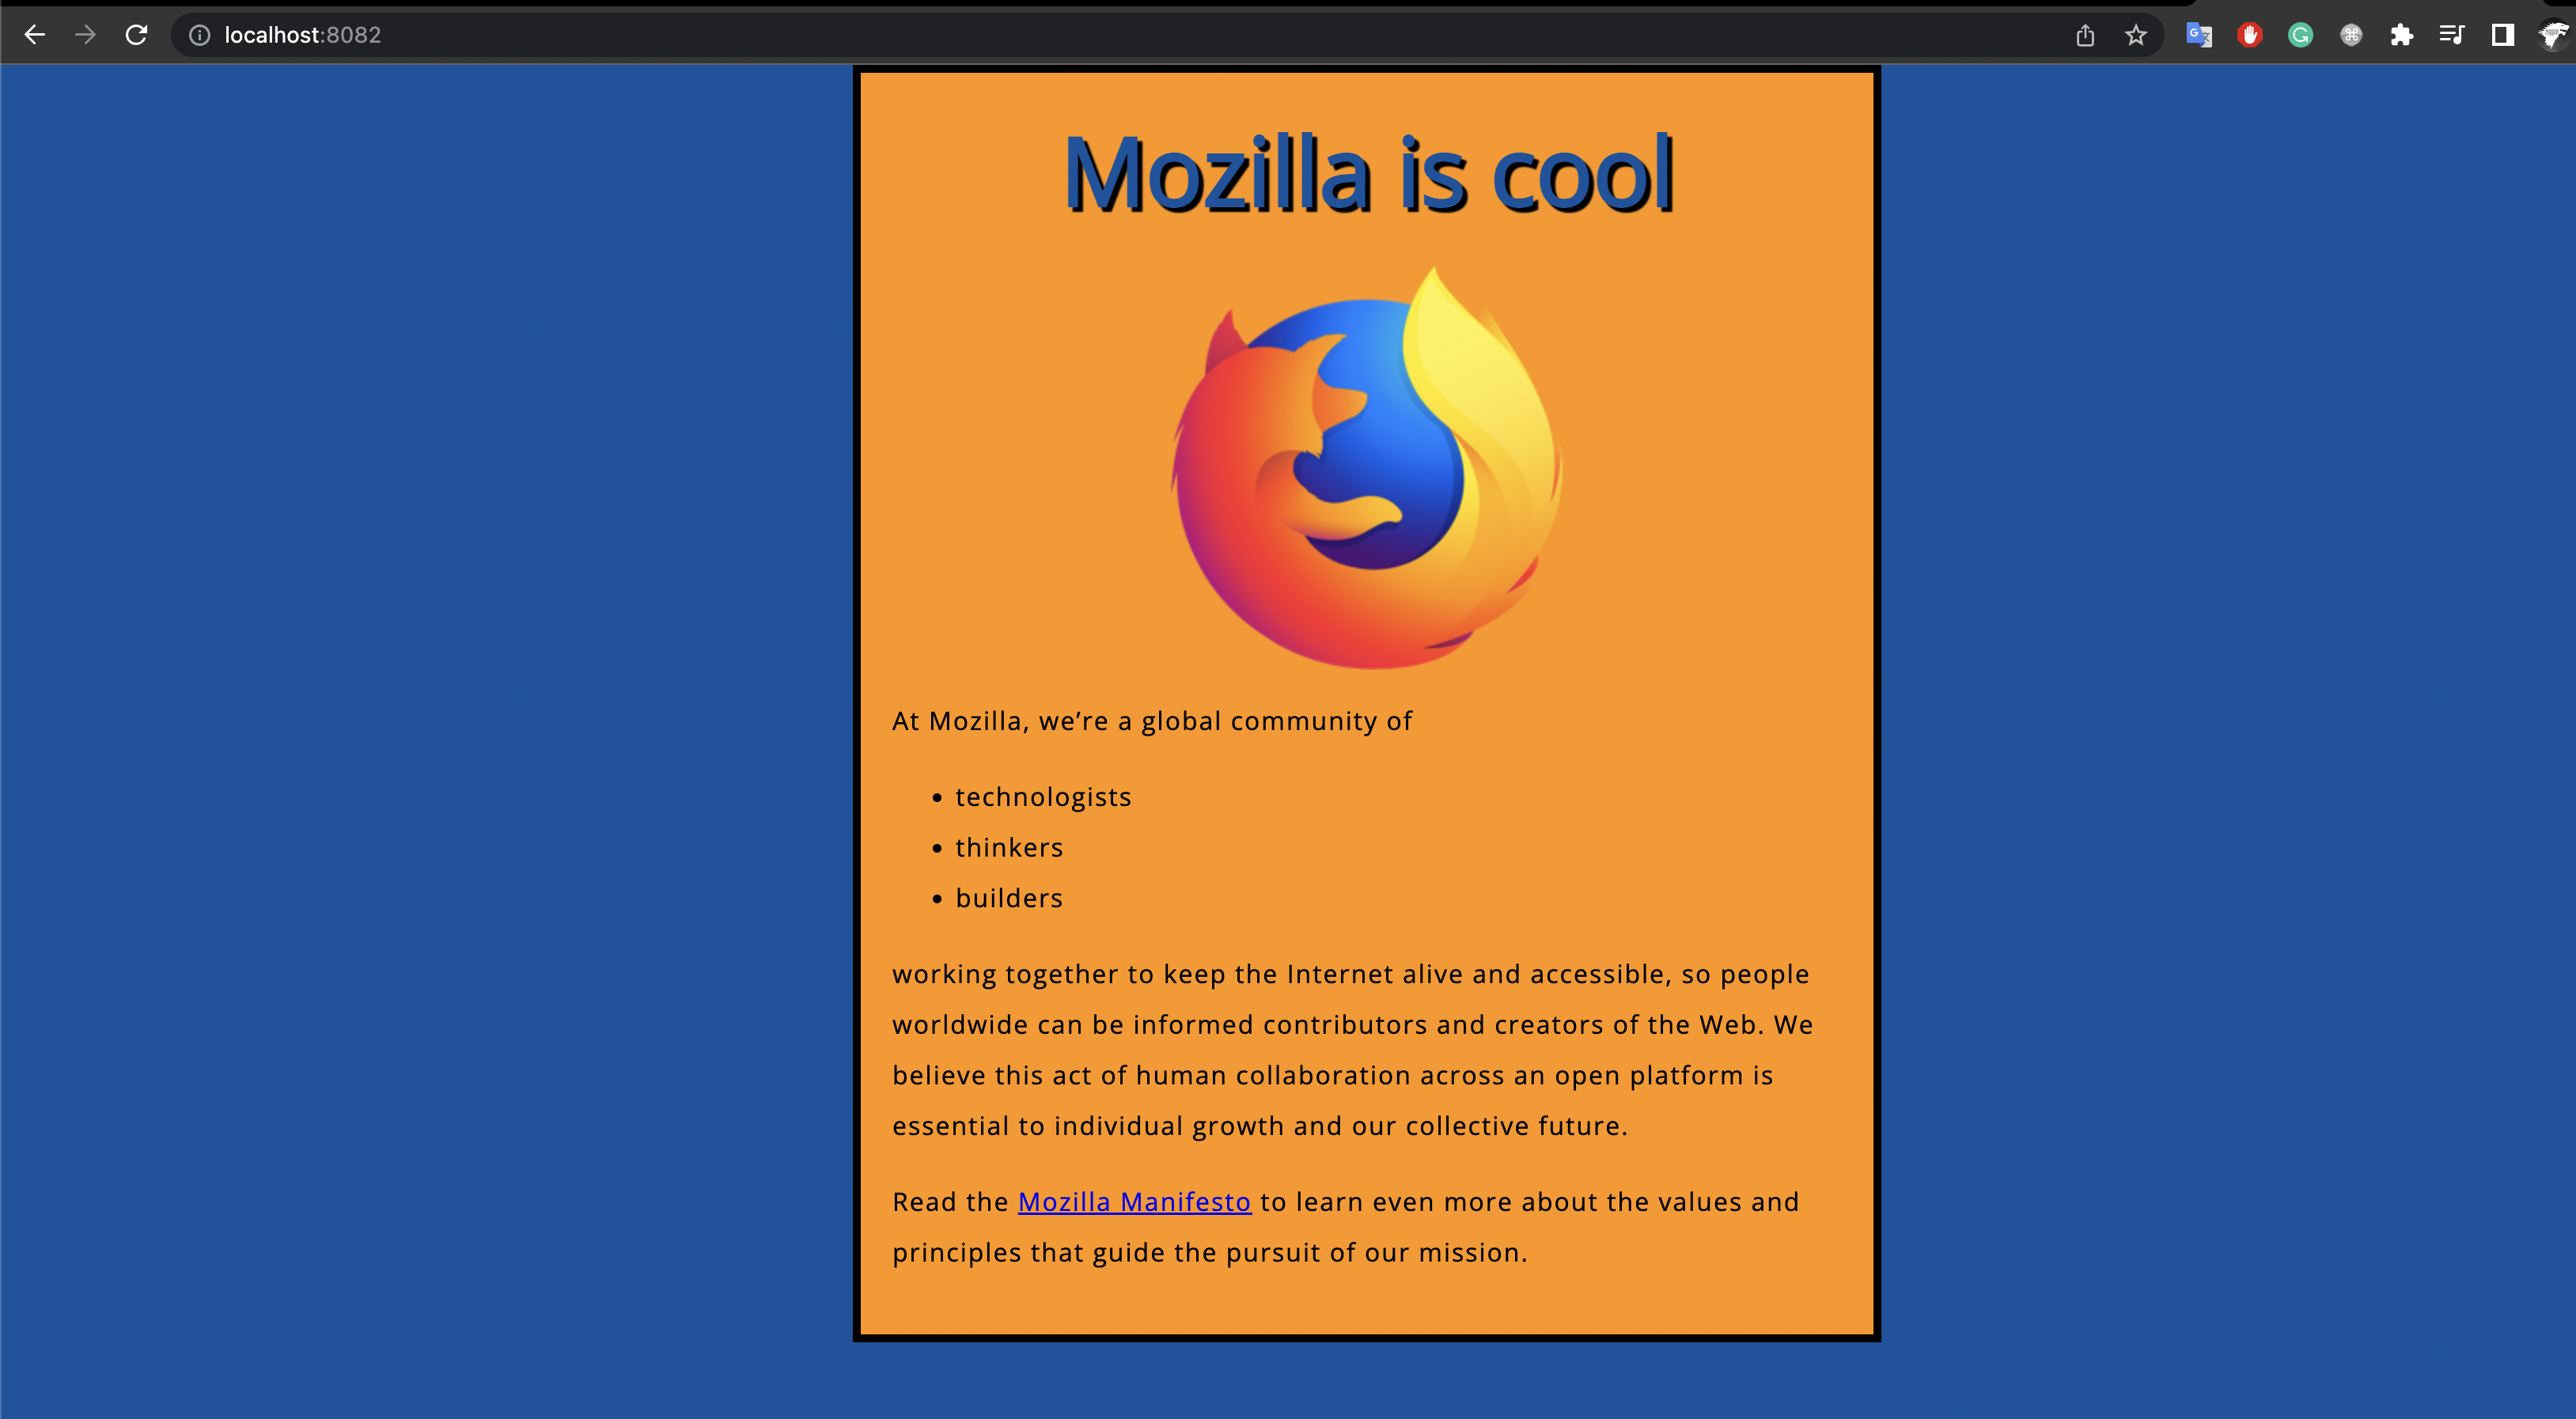 localhost:8082
Mozilla is cool
At Mozilla, we’re a global community of
• technologists
• thinkers
• builders
working together to keep the Internet alive and accessible, so people
worldwide can be informed contributors and creators of the Web. We
believe this act of human collaboration across an open platform is
essential to individual growth and our collective future.
Read the Mozilla Manifesto to learn even more about the values and
principles that guide the pursuit of our mission.